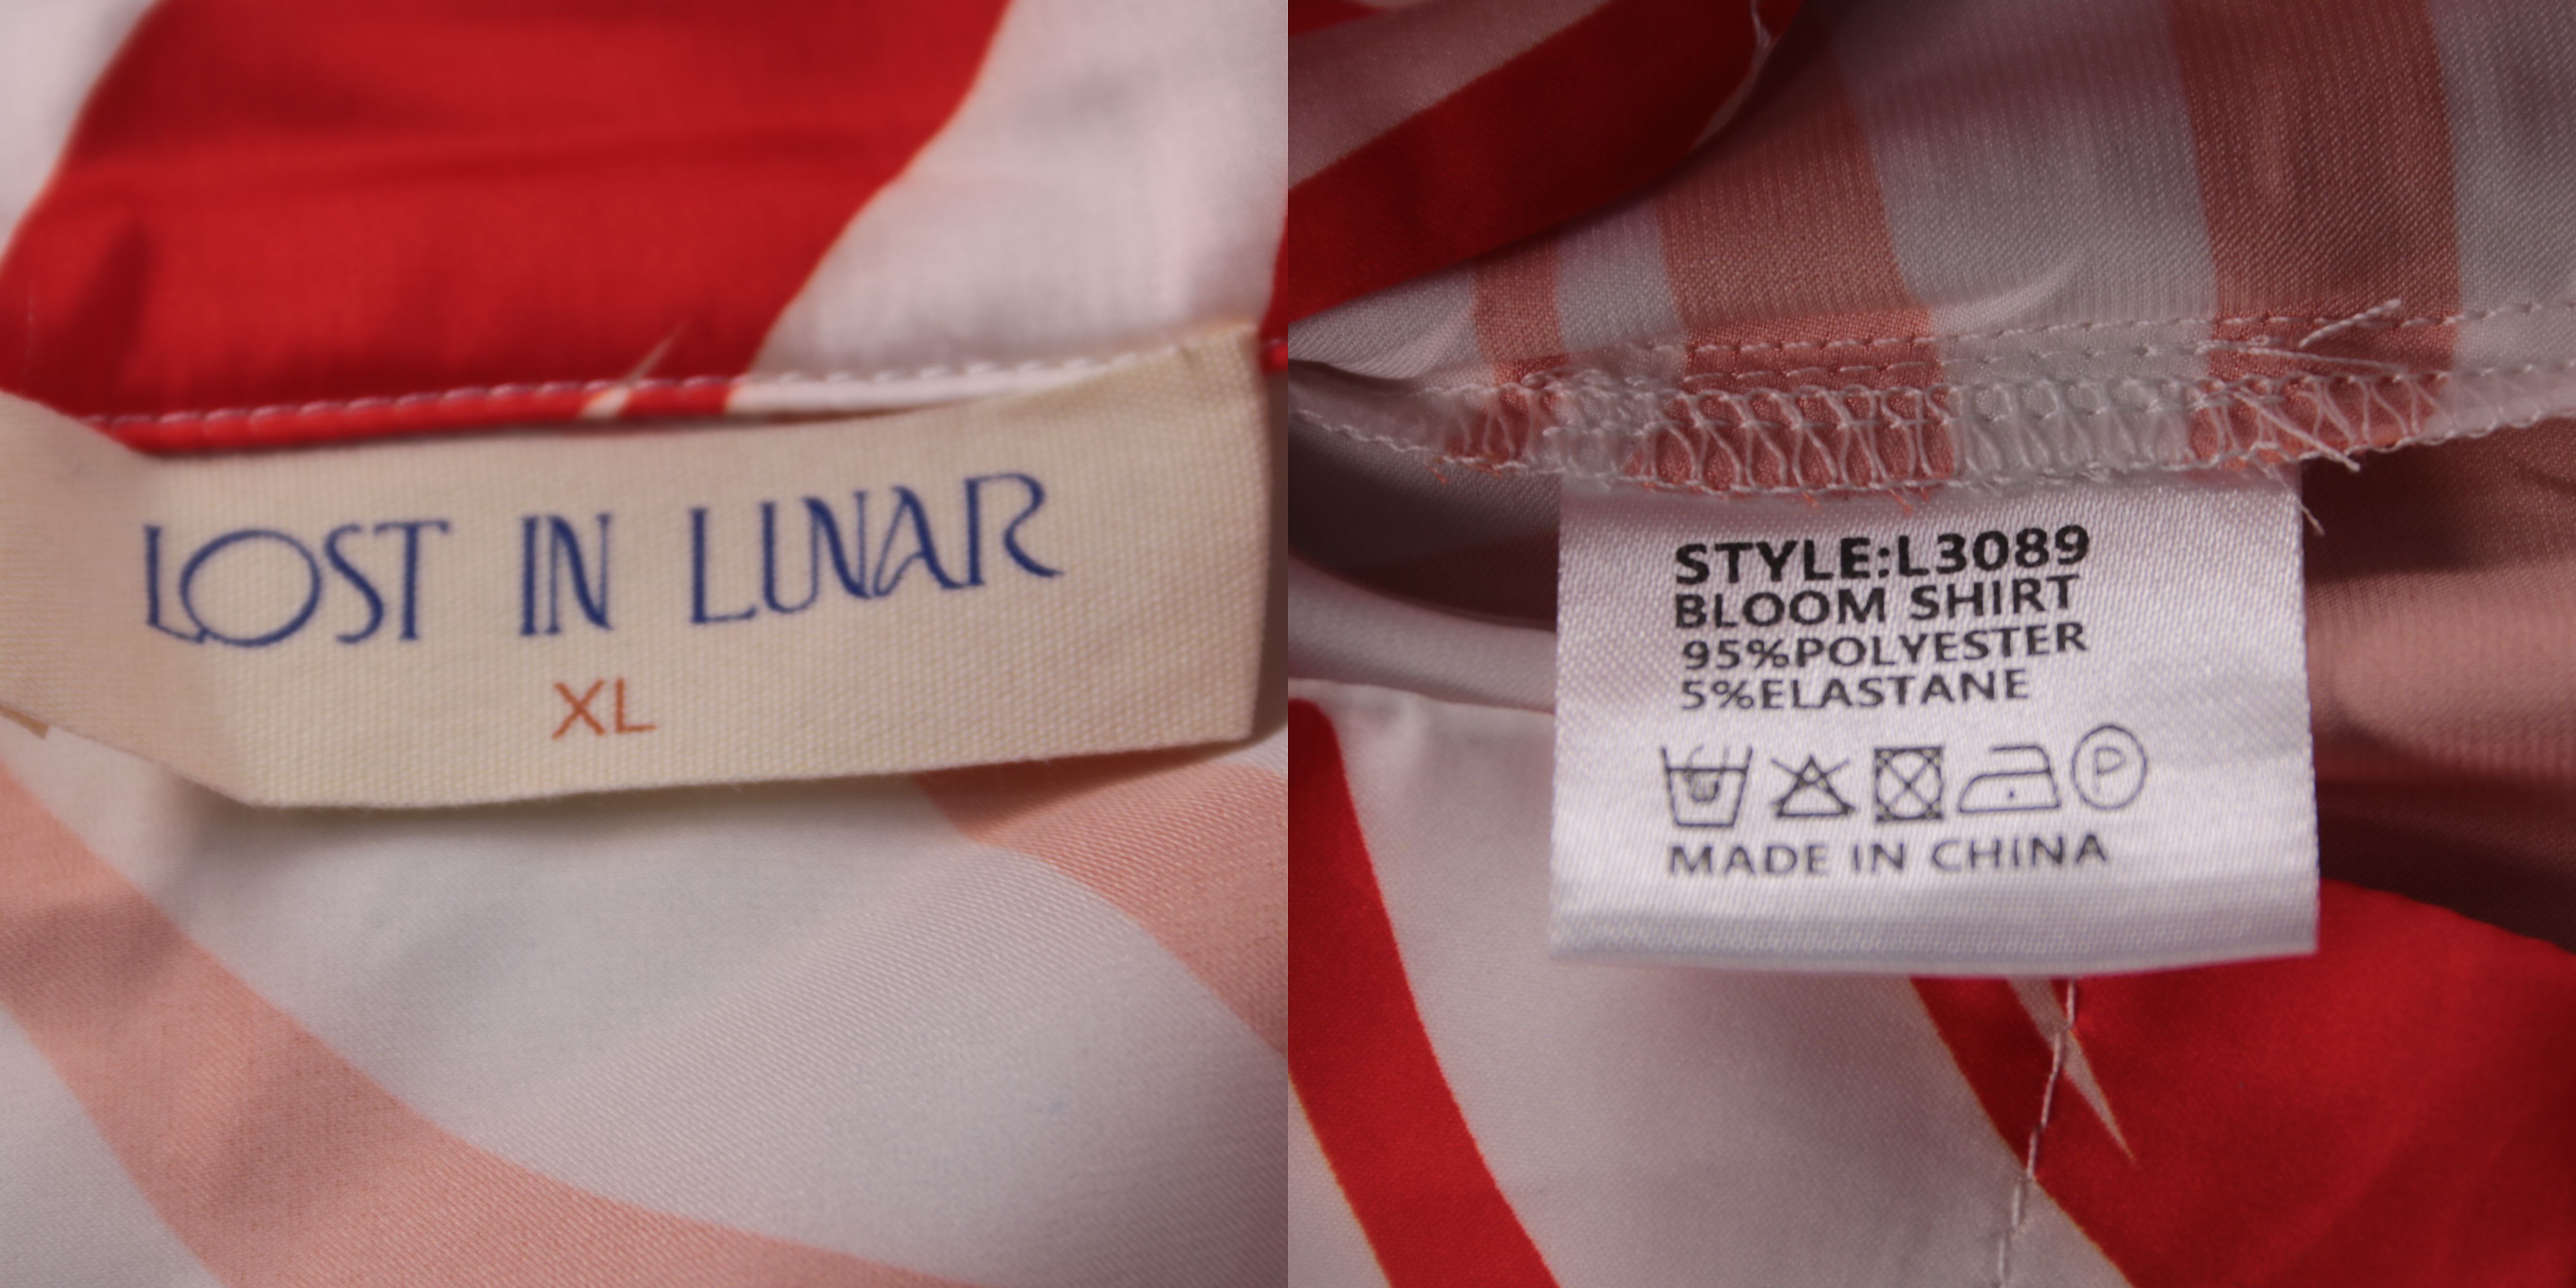 LOST IN LUNAR
XL
STYLE:L3089
BLOOM SHIRT
95%POLYESTER
5%ELASTANE
P
MADE IN CHINA